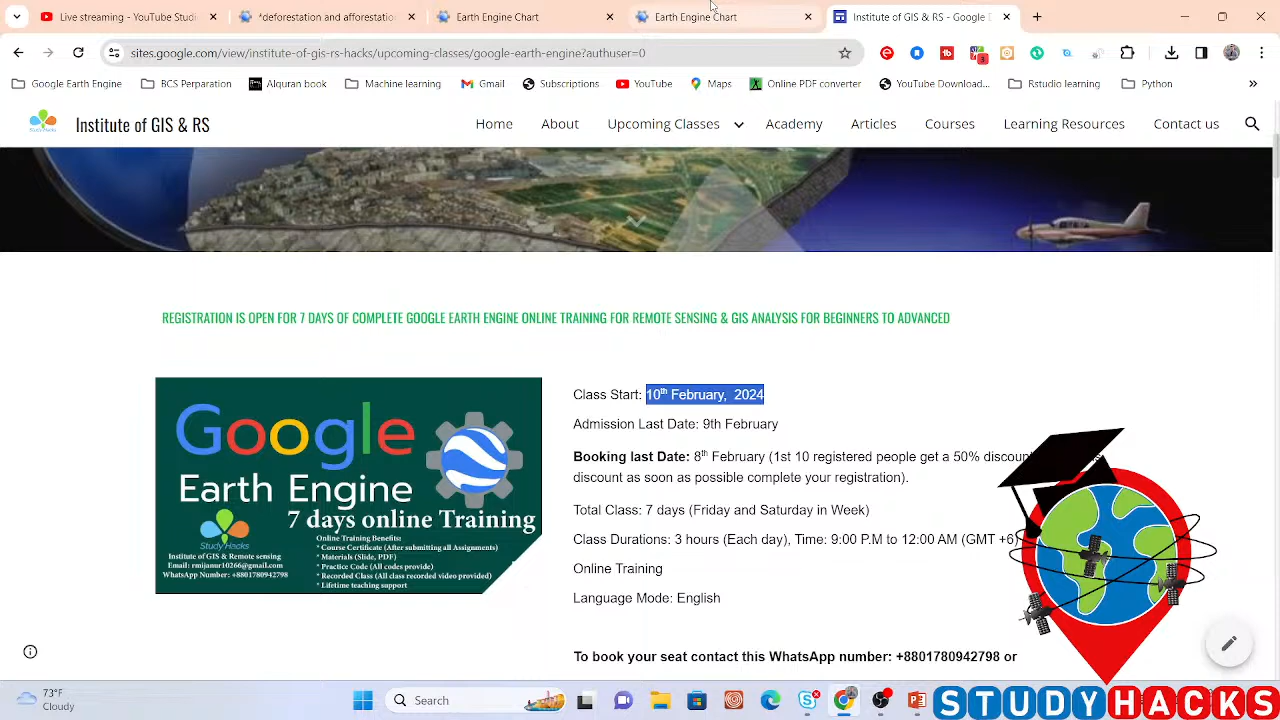 Live streaming - YouTube Studi
*deforestation and afforestatio
Earth Engine Chart
Earth Engine Chart
Institute of GIS & RS - Google
sites.google.com/view/institute-of-gis-rs-hacks/upcoming-classes/google-earth-engine?authuser=0
Google Earth Engine
BCS Preparation
Alquran book
Machine learning
Gmail
Subscriptions
YouTube
Maps
Online PDF converter
YouTube Download...
Rstudio learning
Python
Institute of GIS & RS
Home
About
Upcoming Classes
Academy
Articles
Courses
Learning Resources
Contact us
REGISTRATION IS OPEN FOR 7 DAYS OF COMPLETE GOOGLE EARTH ENGINE ONLINE TRAINING FOR REMOTE SENSING & GIS ANALYSIS FOR BEGINNERS TO ADVANCED
Google
Earth Engine
7 days online Training
Study Hacks
Institute of GIS & Remote sensing
Email: rmijanur10266@gmail.com
WhatsApp Number: +8801780942798
Online Training Benefits:
* Course Certificate (After submitting all Assignments)
* Materials (Slide, PDF)
* Practice Code (All codes provide)
* Recorded Class (All class recorded video provided)
* Lifetime teaching support
Class Start: 10th February, 2024
Admission Last Date: 9th February
Booking last Date: 8th February (1st 10 registered people get a 50% discount
discount as soon as possible complete your registration).
Total Class: 7 days (Friday and Saturday in Week)
Class Durations: 3 hours (Each day), Time: 9:00 P.M to 12:00 A.M (GMT +6)
Online Training
Language Mode: English
To book your seat contact this WhatsApp number: +8801780942798 or
73°F
Cloudy
Search
STUDYHACKS